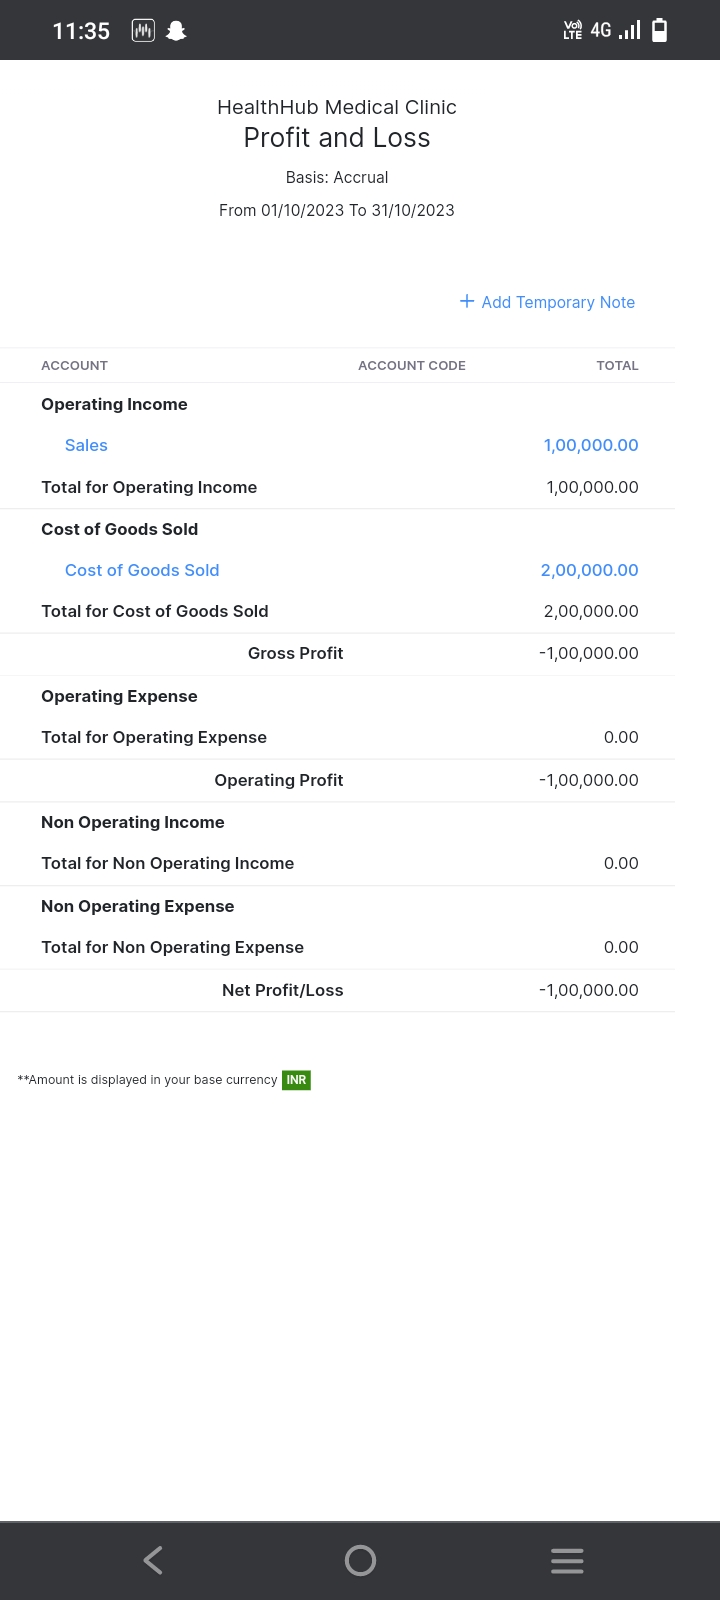 11:35 Vo)) LTE 4G
HealthHub Medical Clinic
Profit and Loss
Basis: Accrual
From 01/10/2023 To 31/10/2023
+ Add Temporary Note
ACCOUNT ACCOUNT CODE TOTAL
Operating Income
Sales 1,00,000.00
Total for Operating Income 1,00,000.00
Cost of Goods Sold
Cost of Goods Sold 2,00,000.00
Total for Cost of Goods Sold 2,00,000.00
Gross Profit -1,00,000.00
Operating Expense
Total for Operating Expense 0.00
Operating Profit -1,00,000.00
Non Operating Income
Total for Non Operating Income 0.00
Non Operating Expense
Total for Non Operating Expense 0.00
Net Profit/Loss -1,00,000.00
**Amount is displayed in your base currency INR